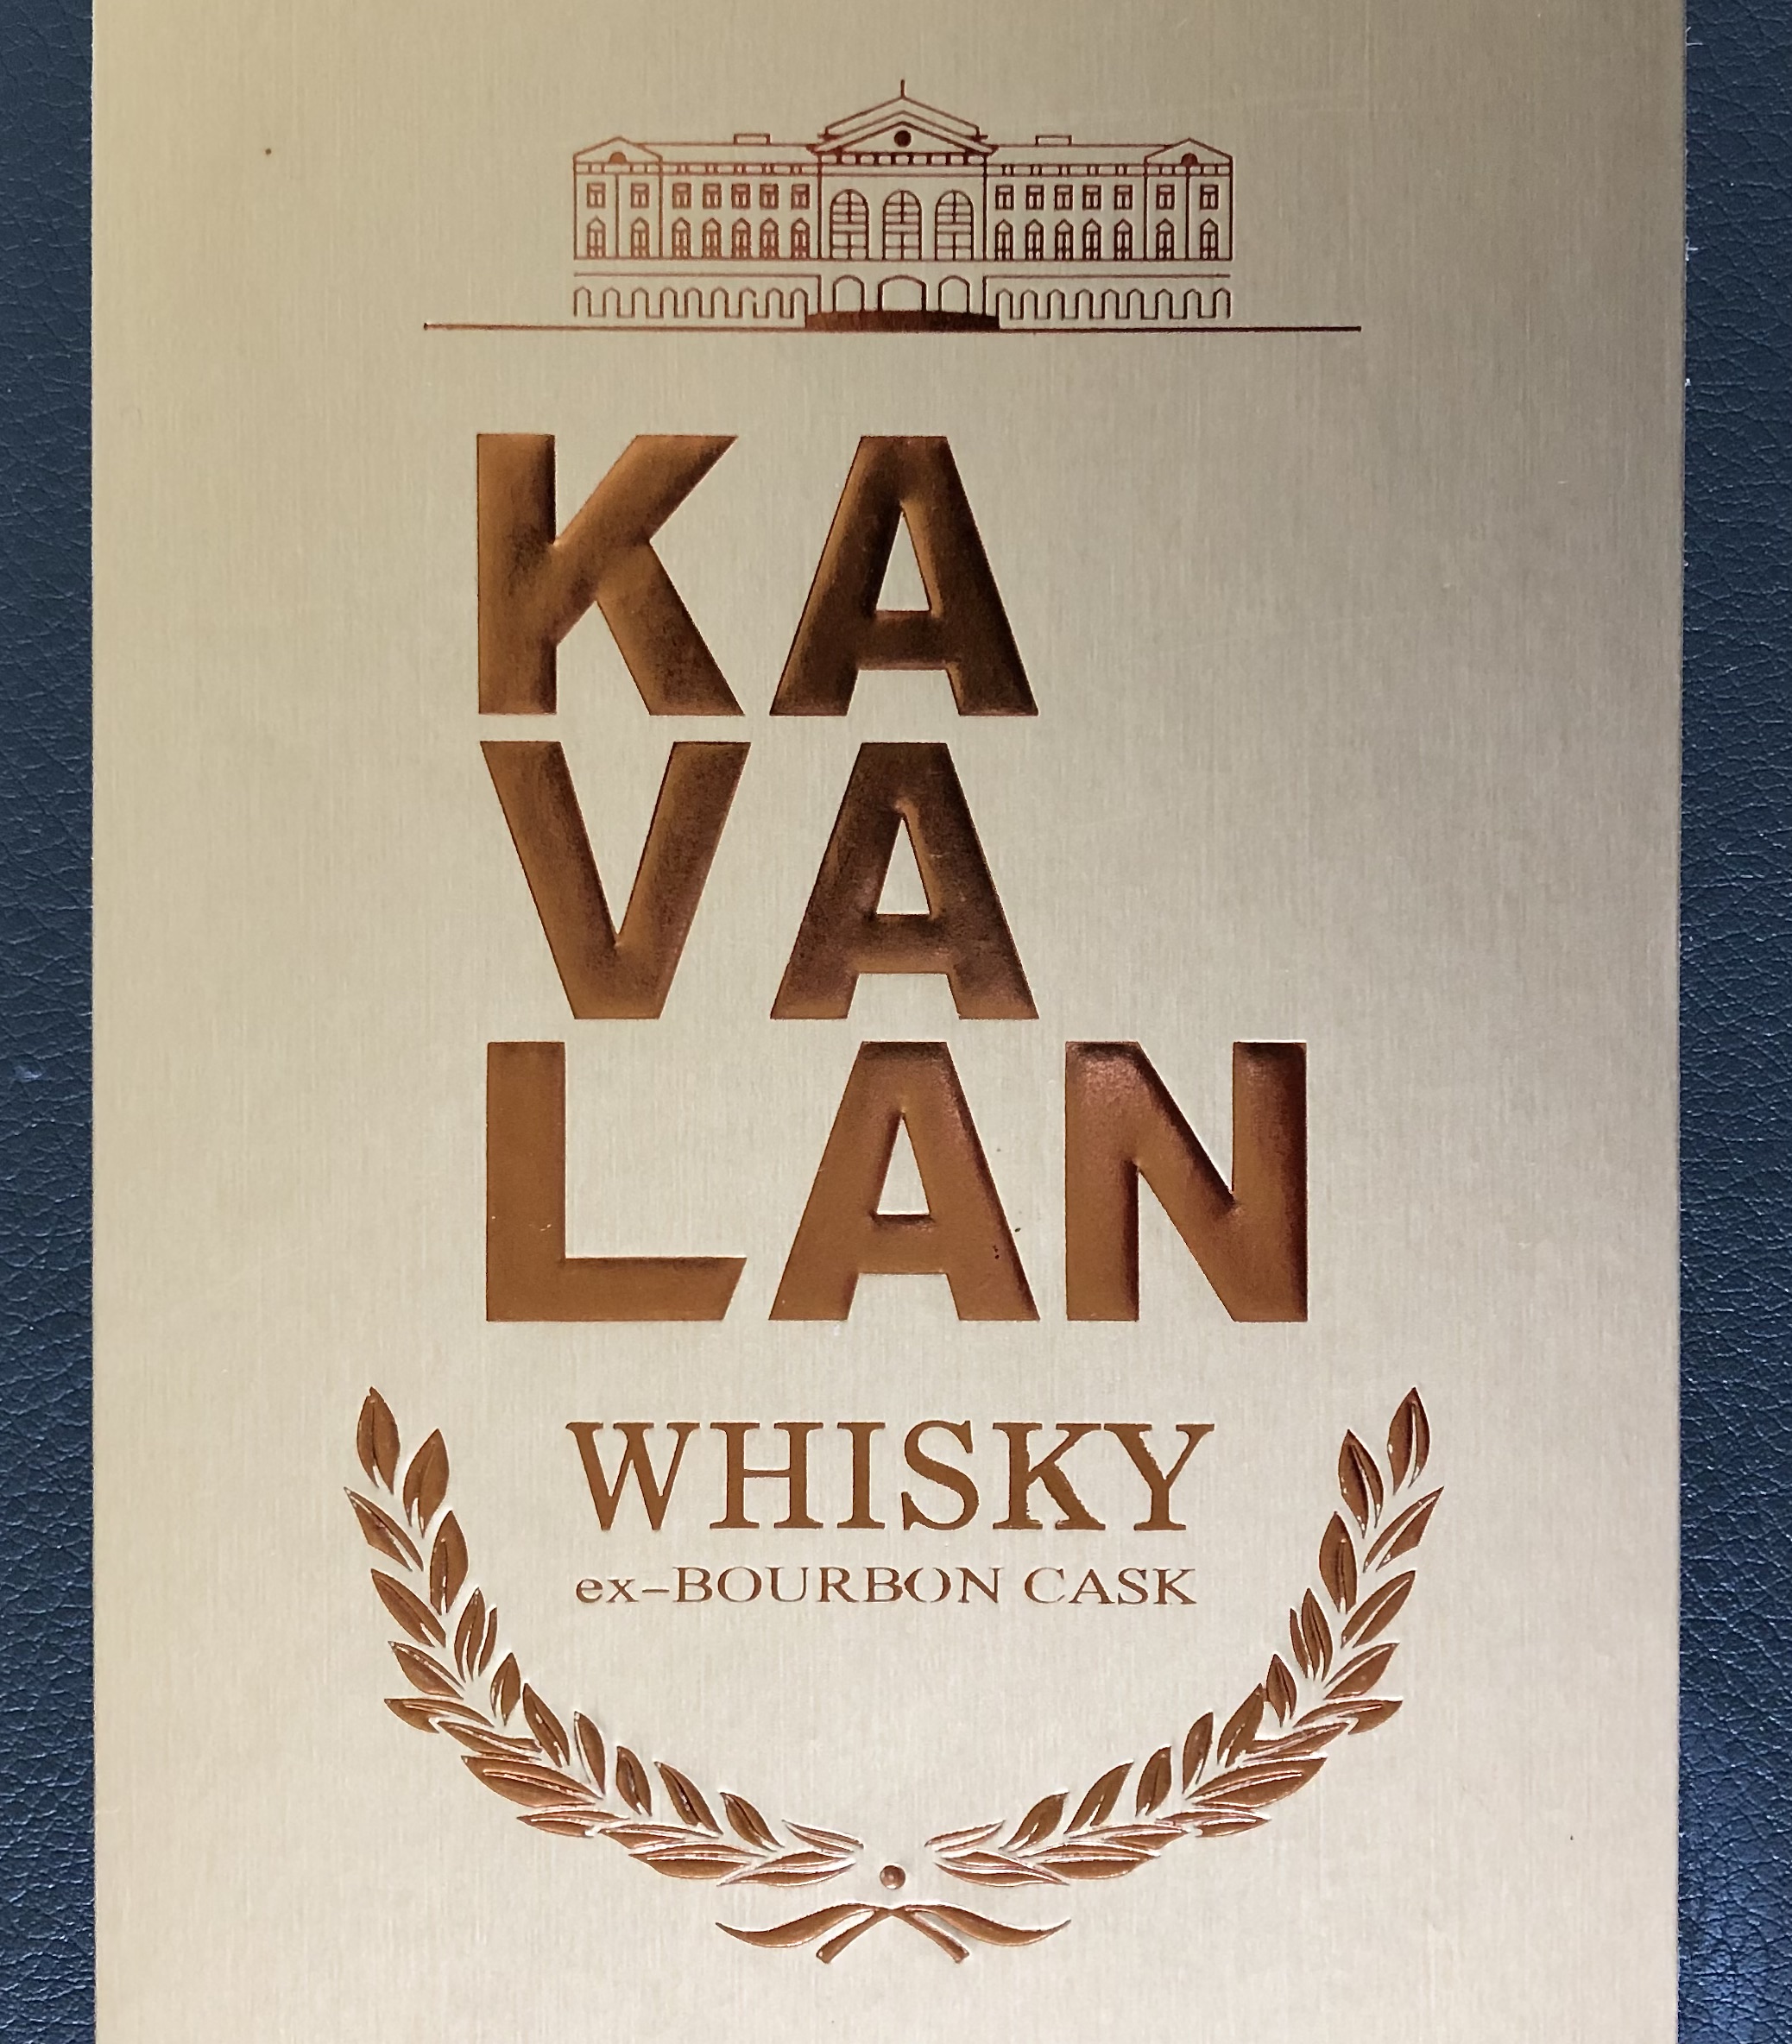 KA
VA
LAN
WHISKY
ex-BOURBON CASK